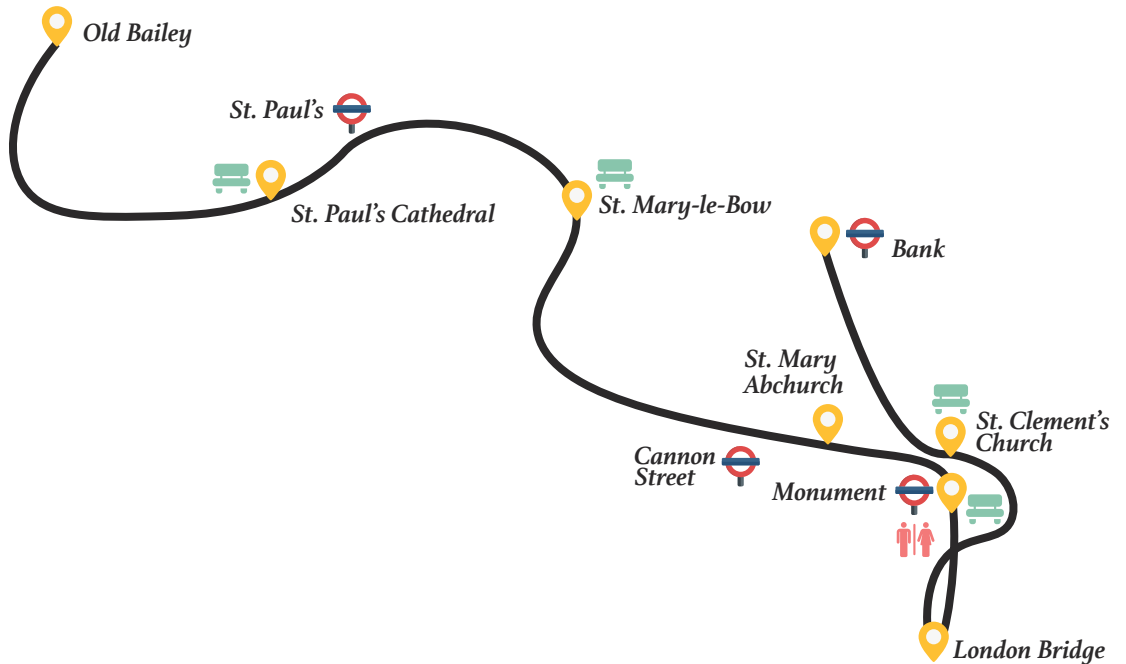 Old Bailey
St. Paul's
St. Paul's Cathedral
St. Mary-le-Bow
Bank
St. Mary
Abchurch
St. Clement's
Church
Cannon
Street
Monument
London Bridge